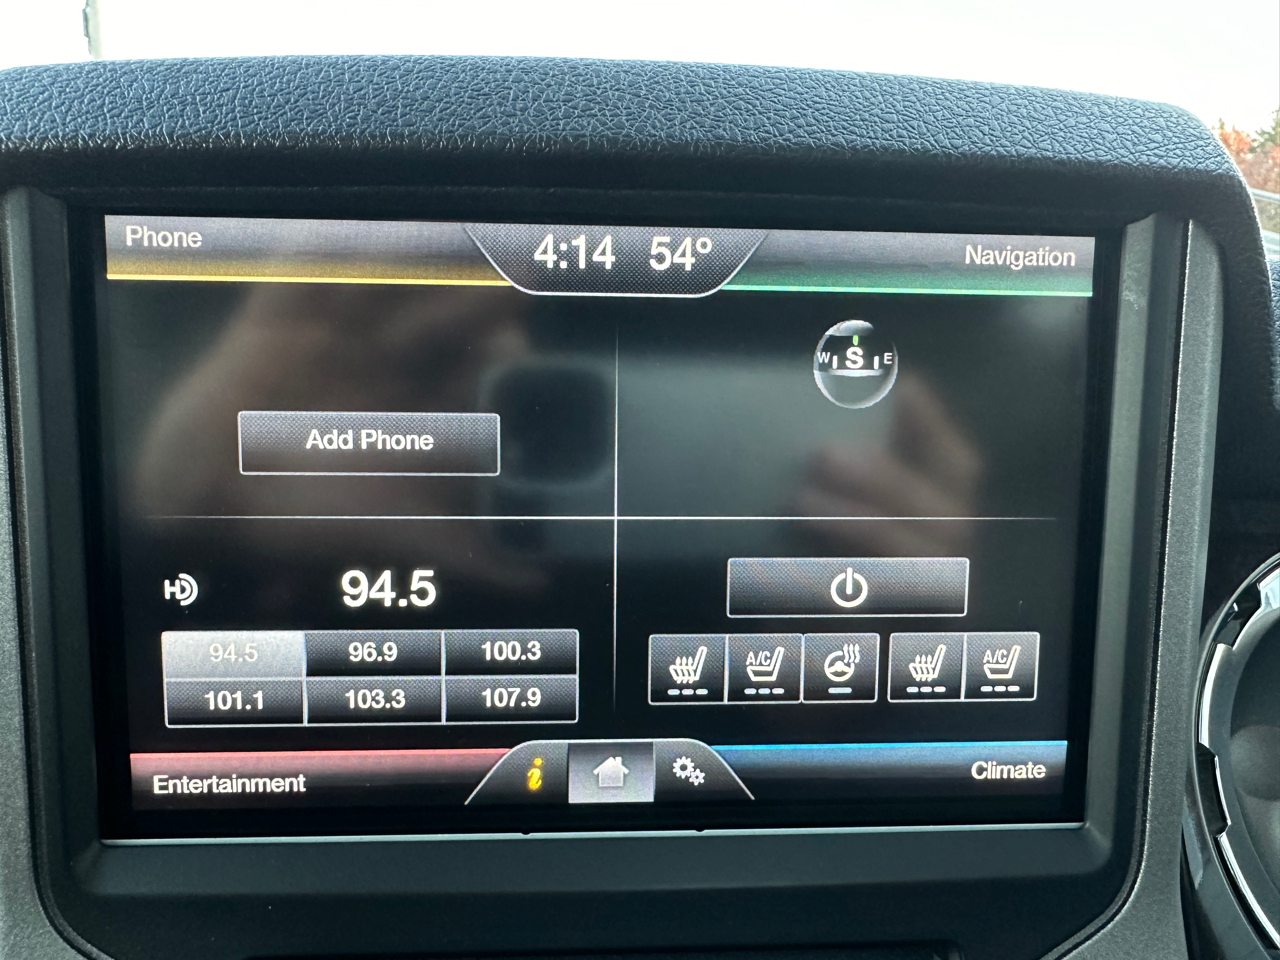 Phone
4:14 54°
Navigation
W S E
Add Phone
HD
94.5
94.5 96.9 100.3
101.1 103.3 107.9
A/C
A/C
Entertainment
i
Climate